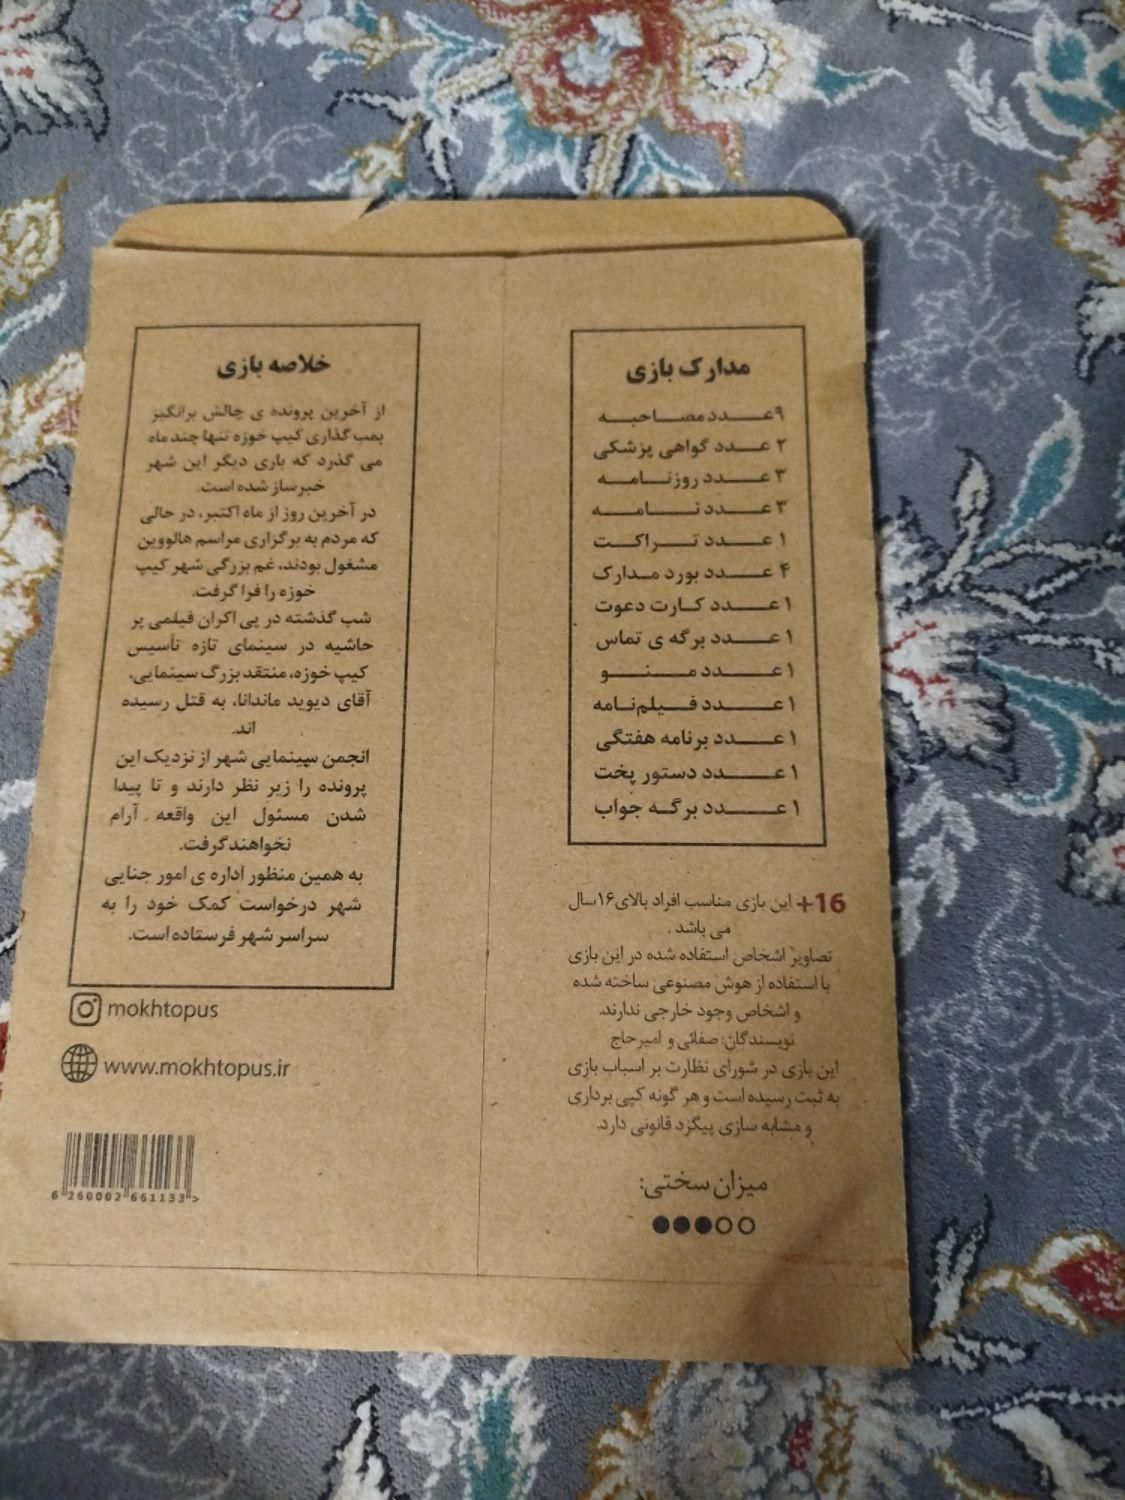 مدارک بازی
۹ عدد مصاحبه
۲ عدد گواهی پزشکی
۳ عدد روزنامه
۳ عدد نامه
۱ عدد تراکت
۴ عدد بورد مدارک
۱ عدد کارت دعوت
۱ عدد برگه ی تماس
۱ عدد منو
۱ عدد فیلم‌نامه
۱ عدد برنامه هفتگی
۱ عدد دستور پخت
۱ عدد برگه جواب
+16 این بازی مناسب افراد بالای ۱۶ سال
می باشد .
تصاویر اشخاص استفاده شده در این بازی
با استفاده از هوش مصنوعی ساخته شده
و اشخاص وجود خارجی ندارند.
نویسندگان: صفائی و امیرحاج
این بازی در شورای نظارت بر اسباب بازی
به ثبت رسیده است و هر گونه کپی برداری
و مشابه سازی پیگرد قانونی دارد.
میزان سختی:
خلاصه بازی
از آخرین پرونده ی چالش برانگیز
بمب گذاری کیپ خوزه تنها چند ماه
می گذرد که باری دیگر این شهر
خبرساز شده است.
در آخرین روز از ماه اکتبر، در حالی
که مردم به برگزاری مراسم هالووین
مشغول بودند، غم بزرگی شهر کیپ
خوزه را فرا گرفت.
شب گذشته در پی اکران فیلمی پر
حاشیه در سینمای تازه تأسیس
کیپ خوزه، منتقد بزرگ سینمایی،
آقای دیوید ماندانا، به قتل رسیده
اند.
انجمن سینمایی شهر از نزدیک این
پرونده را زیر نظر دارند و تا پیدا
شدن مسئول این واقعه آرام
نخواهند گرفت.
به همین منظور اداره ی امور جنایی
شهر درخواست کمک خود را به
سراسر شهر فرستاده است.
mokhtopus
www.mokhtopus.ir
6 260002 661133 >